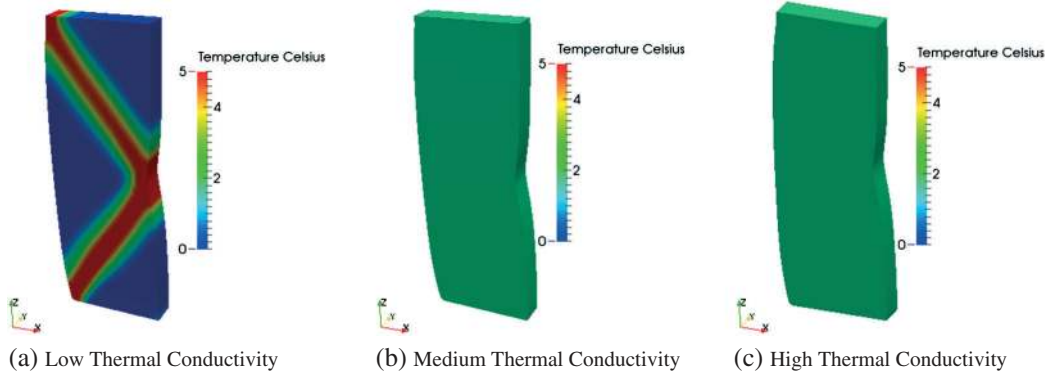 Temperature Celsius
5
4
2
0
Z
Y
X
(a) Low Thermal Conductivity
Temperature Celsius
5
4
2
0
Z
Y
X
(b) Medium Thermal Conductivity
Temperature Celsius
5
4
2
0
Z
Y
X
(c) High Thermal Conductivity